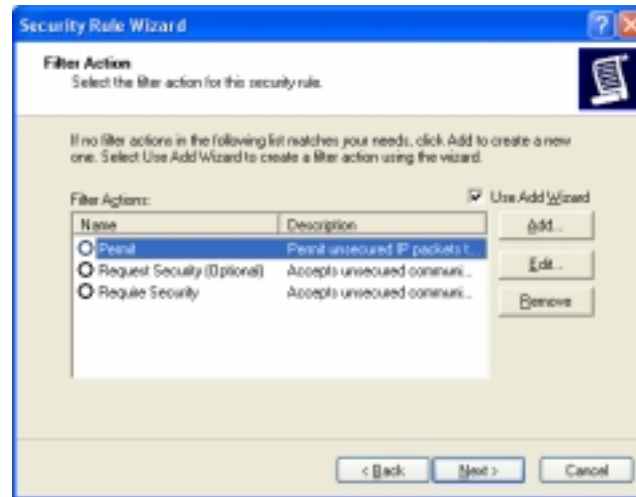 Security Rule Wizard
Filter Action
Select the filter action for this security rule.
If no filter actions in the following list matches your needs, click Add to create a new
one. Select Use Add Wizard to create a filter action using the wizard.
Filter Actions:
Use Add Wizard
Name Description
Permit Permit unsecured IP packets t...
Request Security (Optional) Accepts unsecured communi...
Require Security Accepts unsecured communi...
Add...
Edit...
Remove
< Back Next > Cancel